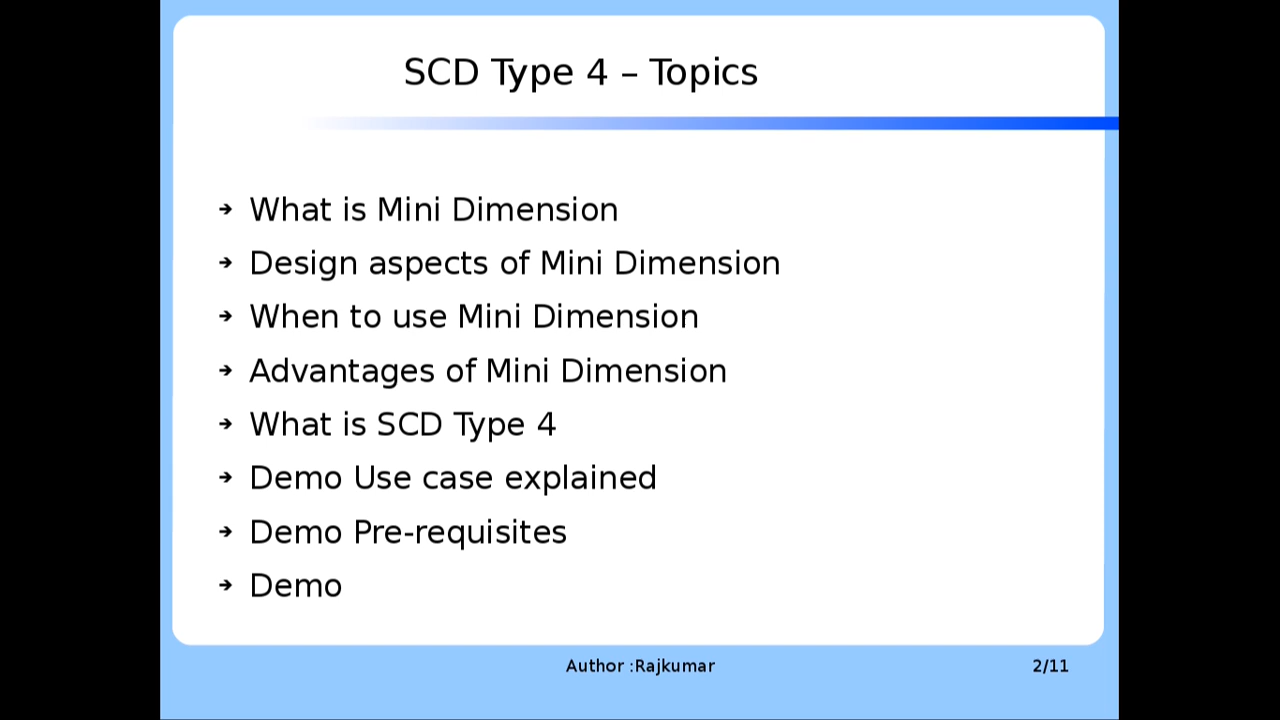 SCD Type 4 – Topics
➔ What is Mini Dimension
➔ Design aspects of Mini Dimension
➔ When to use Mini Dimension
➔ Advantages of Mini Dimension
➔ What is SCD Type 4
➔ Demo Use case explained
➔ Demo Pre-requisites
➔ Demo
Author :Rajkumar 2/11